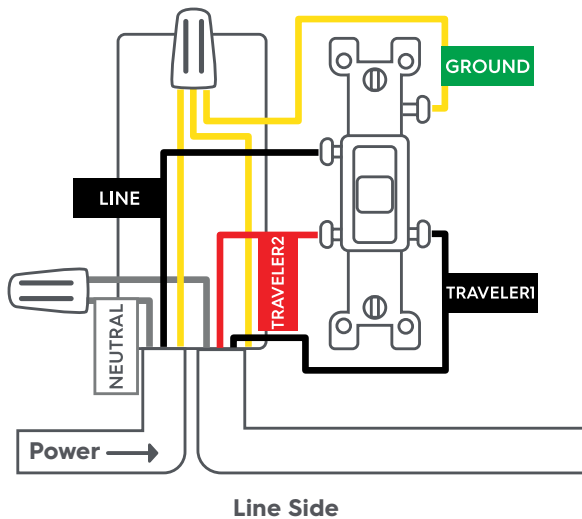 GROUND
LINE
TRAVELER2
TRAVELER1
NEUTRAL
Power
Line Side